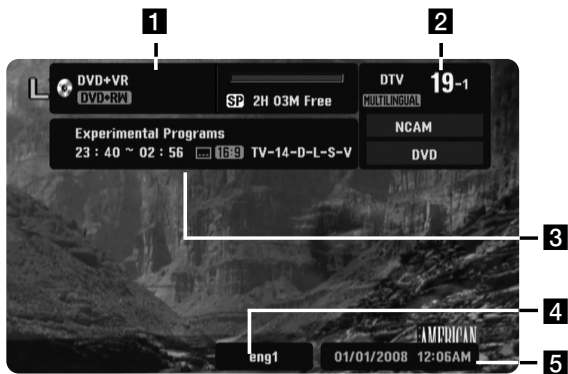 1
2
DVD+VR
DVD+RW
SP 2H 03M Free
DTV 19-1
MULTILINGUAL
NCAM
DVD
Experimental Programs
23 : 40 ~ 02 : 56 ... 16:9 TV-14-D-L-S-V
3
4
AMERICAN
eng1
01/01/2008 12:06AM
5